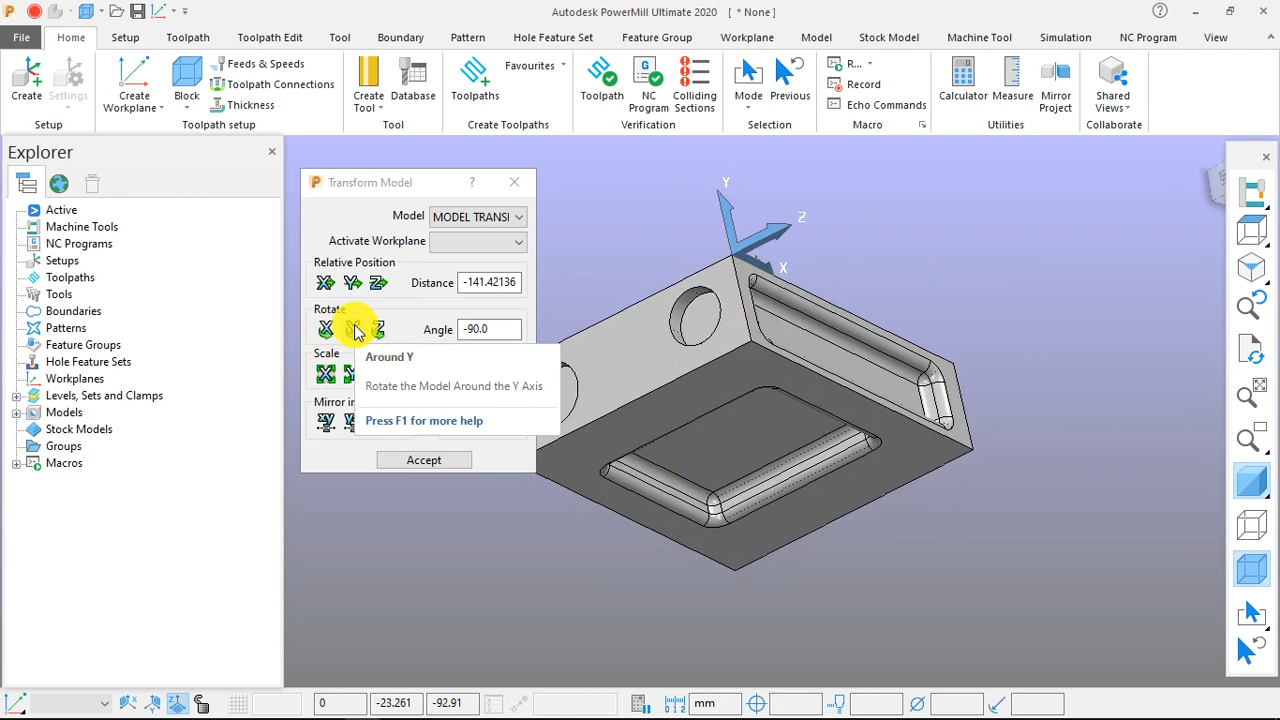 Autodesk PowerMill Ultimate 2020 [ * None ]
File Home Setup Toolpath Toolpath Edit Tool Boundary Pattern Hole Feature Set Feature Group Workplane Model Stock Model Machine Tool Simulation NC Program View
Create
Settings
Setup
Create
Workplane
Block
Feeds & Speeds
Toolpath Connections
Thickness
Toolpath setup
Create
Tool
Database
Tool
Toolpaths
Favourites
Create Toolpaths
Toolpath
NC
Program
Colliding
Sections
Verification
Mode
Previous
Selection
R...
Record
Echo Commands
Macro
Calculator
Measure
Mirror
Project
Utilities
Shared
Views
Collaborate
Explorer
Active
Machine Tools
NC Programs
Setups
Toolpaths
Tools
Boundaries
Patterns
Feature Groups
Hole Feature Sets
Workplanes
Levels, Sets and Clamps
Models
Stock Models
Groups
Macros
Transform Model ?
Model MODEL TRANSI
Activate Workplane
Relative Position
X Y Z Distance -141.42136
Rotate
Angle -90.0
Scale
Mirror in
Around Y
Rotate the Model Around the Y Axis
Press F1 for more help
Accept
Y
Z
X
0 -23.261 -92.91 mm